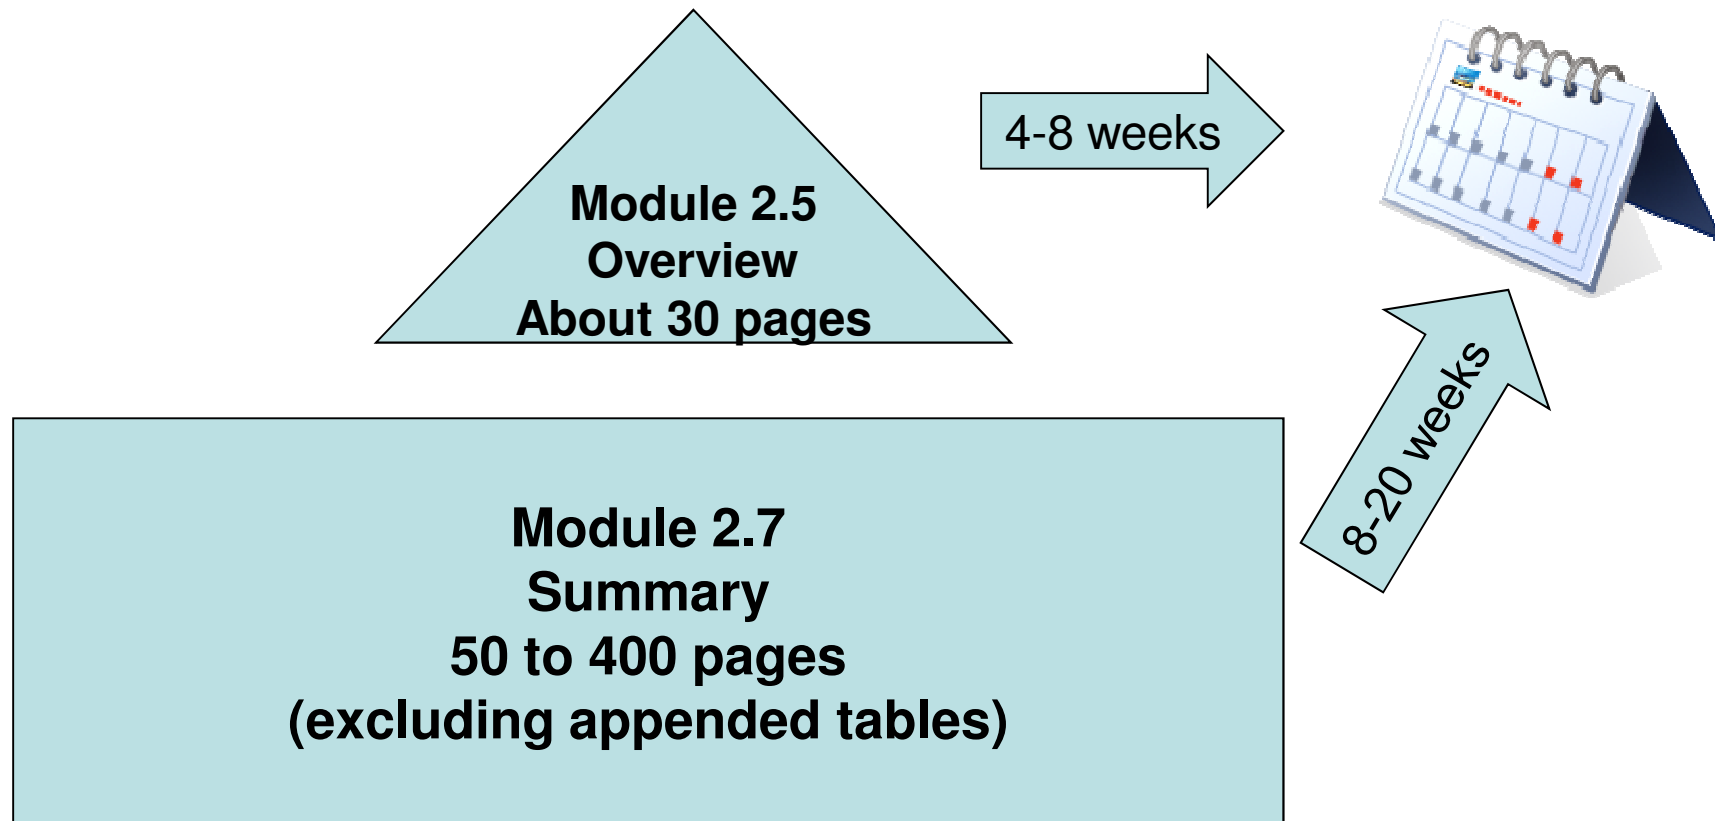 Module 2.5
Overview
About 30 pages
4-8 weeks
8-20 weeks
Module 2.7
Summary
50 to 400 pages
(excluding appended tables)